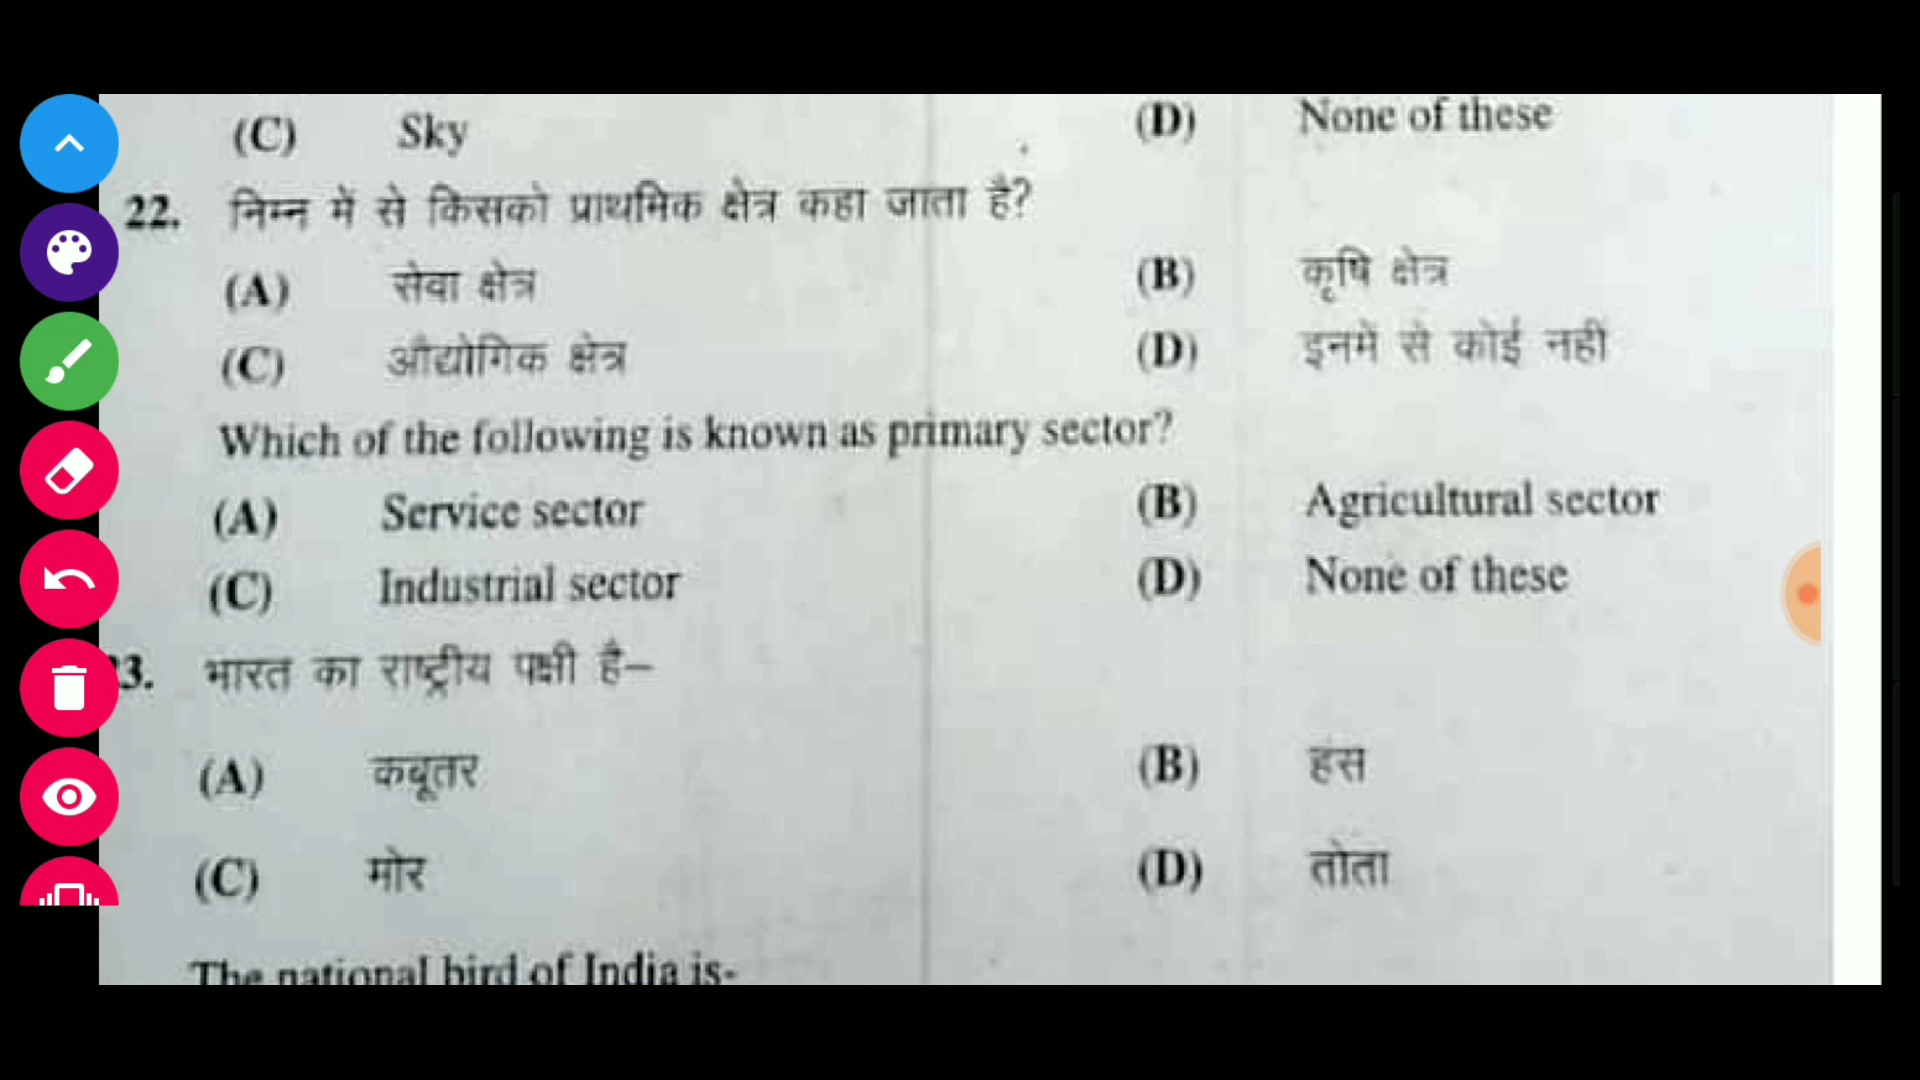 (C) Sky (D) None of these
22. निम्न में से किसको प्राथमिक क्षेत्र कहा जाता है?
(A) सेवा क्षेत्र (B) कृषि क्षेत्र
(C) औद्योगिक क्षेत्र (D) इनमें से कोई नहीं
Which of the following is known as primary sector?
(A) Service sector (B) Agricultural sector
(C) Industrial sector (D) None of these
3. भारत का राष्ट्रीय पक्षी है–
(A) कबूतर (B) हंस
(C) मोर (D) तोता
The national bird of India is-